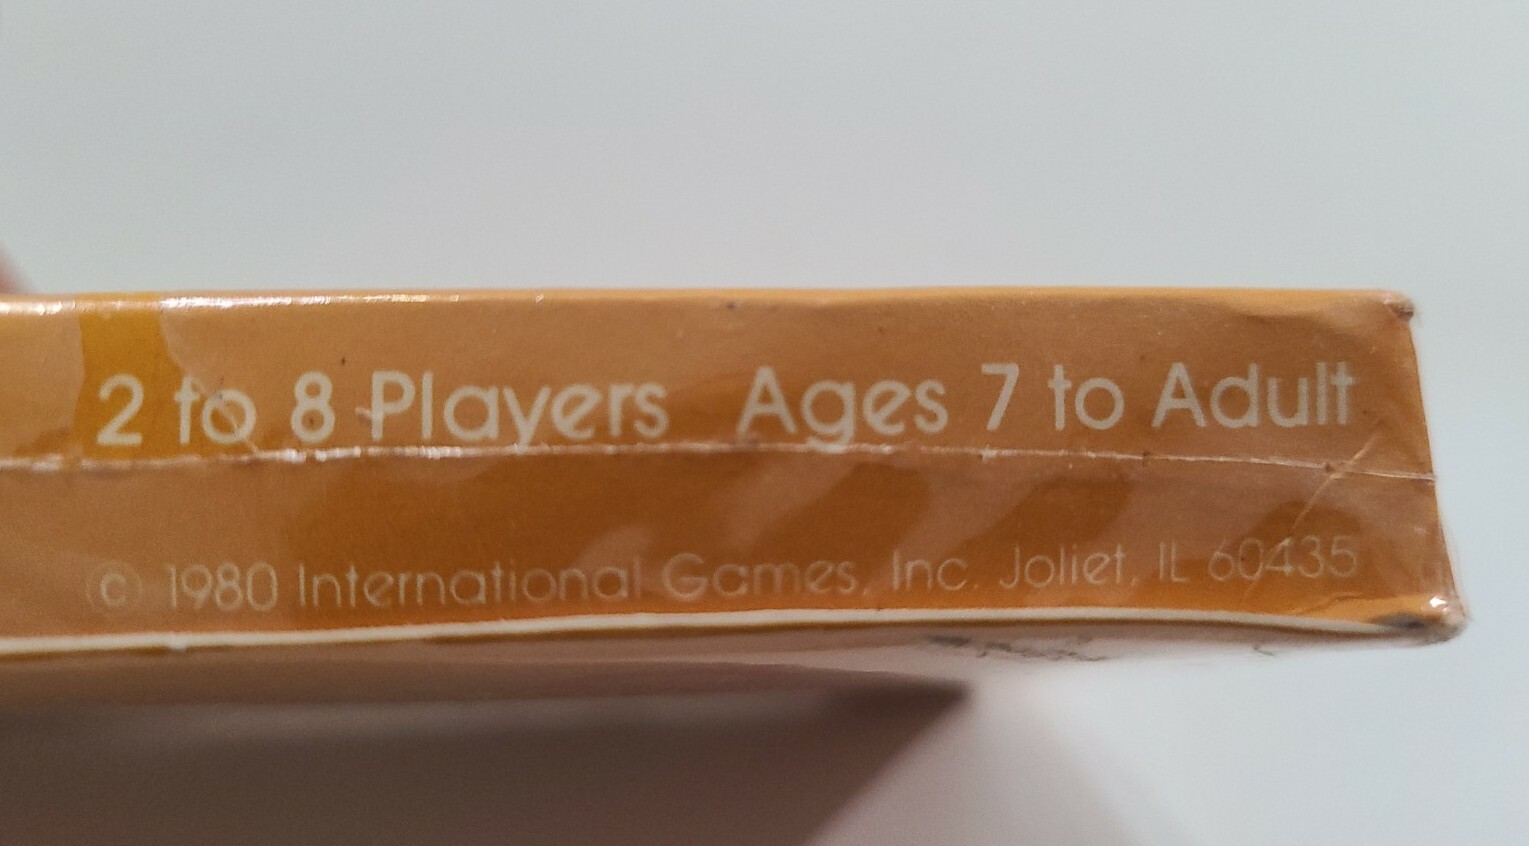 2 to 8 Players Ages 7 to Adult
© 1980 International Games, Inc. Joliet, IL 60435